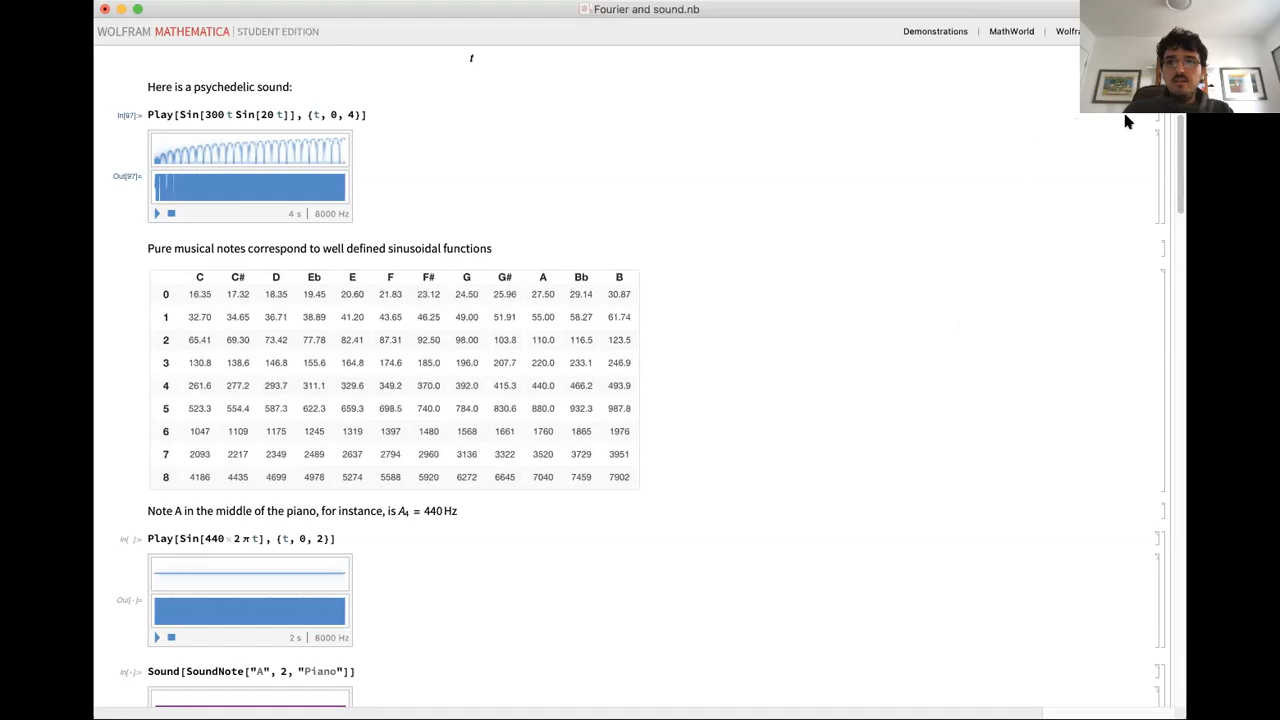 Fourier and sound.nb
WOLFRAM MATHEMATICA | STUDENT EDITION
Demonstrations | MathWorld |
t
Here is a psychedelic sound:
In[97]:= Play[Sin[300 t Sin[20 t]], {t, 0, 4}]
Out[97]=
4 s | 8000 Hz
Pure musical notes correspond to well defined sinusoidal functions
C C# D Eb E F F# G G# A Bb B
0 16.35 17.32 18.35 19.45 20.60 21.83 23.12 24.50 25.96 27.50 29.14 30.87
1 32.70 34.65 36.71 38.89 41.20 43.65 46.25 49.00 51.91 55.00 58.27 61.74
2 65.41 69.30 73.42 77.78 82.41 87.31 92.50 98.00 103.8 110.0 116.5 123.5
3 130.8 138.6 146.8 155.6 164.8 174.6 185.0 196.0 207.7 220.0 233.1 246.9
4 261.6 277.2 293.7 311.1 329.6 349.2 370.0 392.0 415.3 440.0 466.2 493.9
5 523.3 554.4 587.3 622.3 659.3 698.5 740.0 784.0 830.6 880.0 932.3 987.8
6 1047 1109 1175 1245 1319 1397 1480 1568 1661 1760 1865 1976
7 2093 2217 2349 2489 2637 2794 2960 3136 3322 3520 3729 3951
8 4186 4435 4699 4978 5274 5588 5920 6272 6645 7040 7459 7902
Note A in the middle of the piano, for instance, is A₄ = 440 Hz
In[ ]:= Play[Sin[440 × 2 π t], {t, 0, 2}]
Out[•]=
2 s | 8000 Hz
In[•]:= Sound[SoundNote["A", 2, "Piano"]]